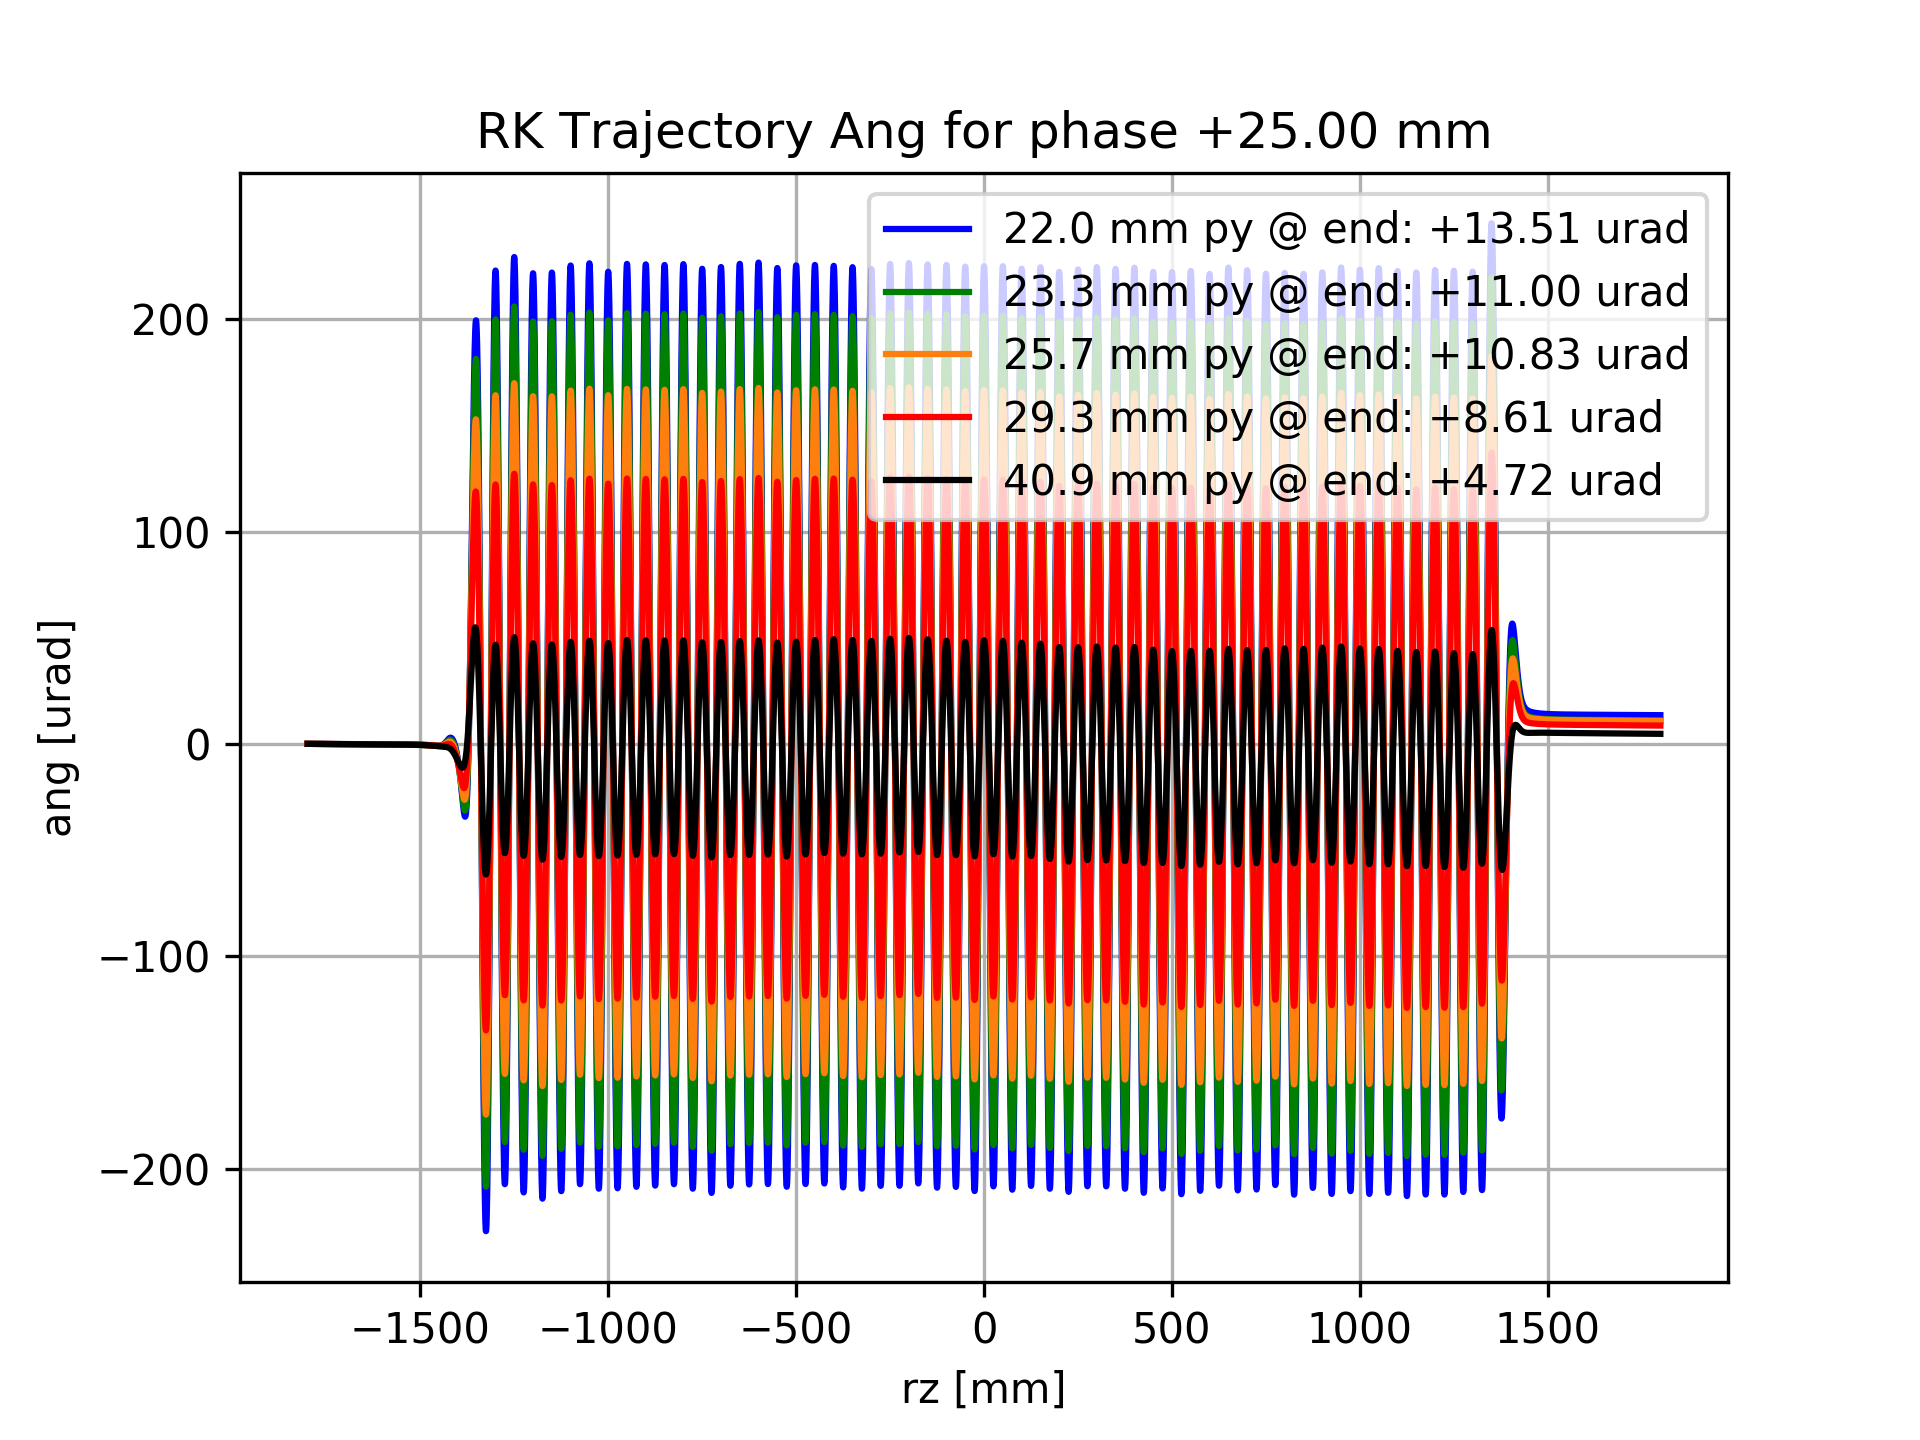 RK Trajectory Ang for phase +25.00 mm
22.0 mm py @ end: +13.51 urad
23.3 mm py @ end: +11.00 urad
25.7 mm py @ end: +10.83 urad
29.3 mm py @ end: +8.61 urad
40.9 mm py @ end: +4.72 urad
200
100
0
−100
−200
ang [urad]
−1500 −1000 −500 0 500 1000 1500
rz [mm]